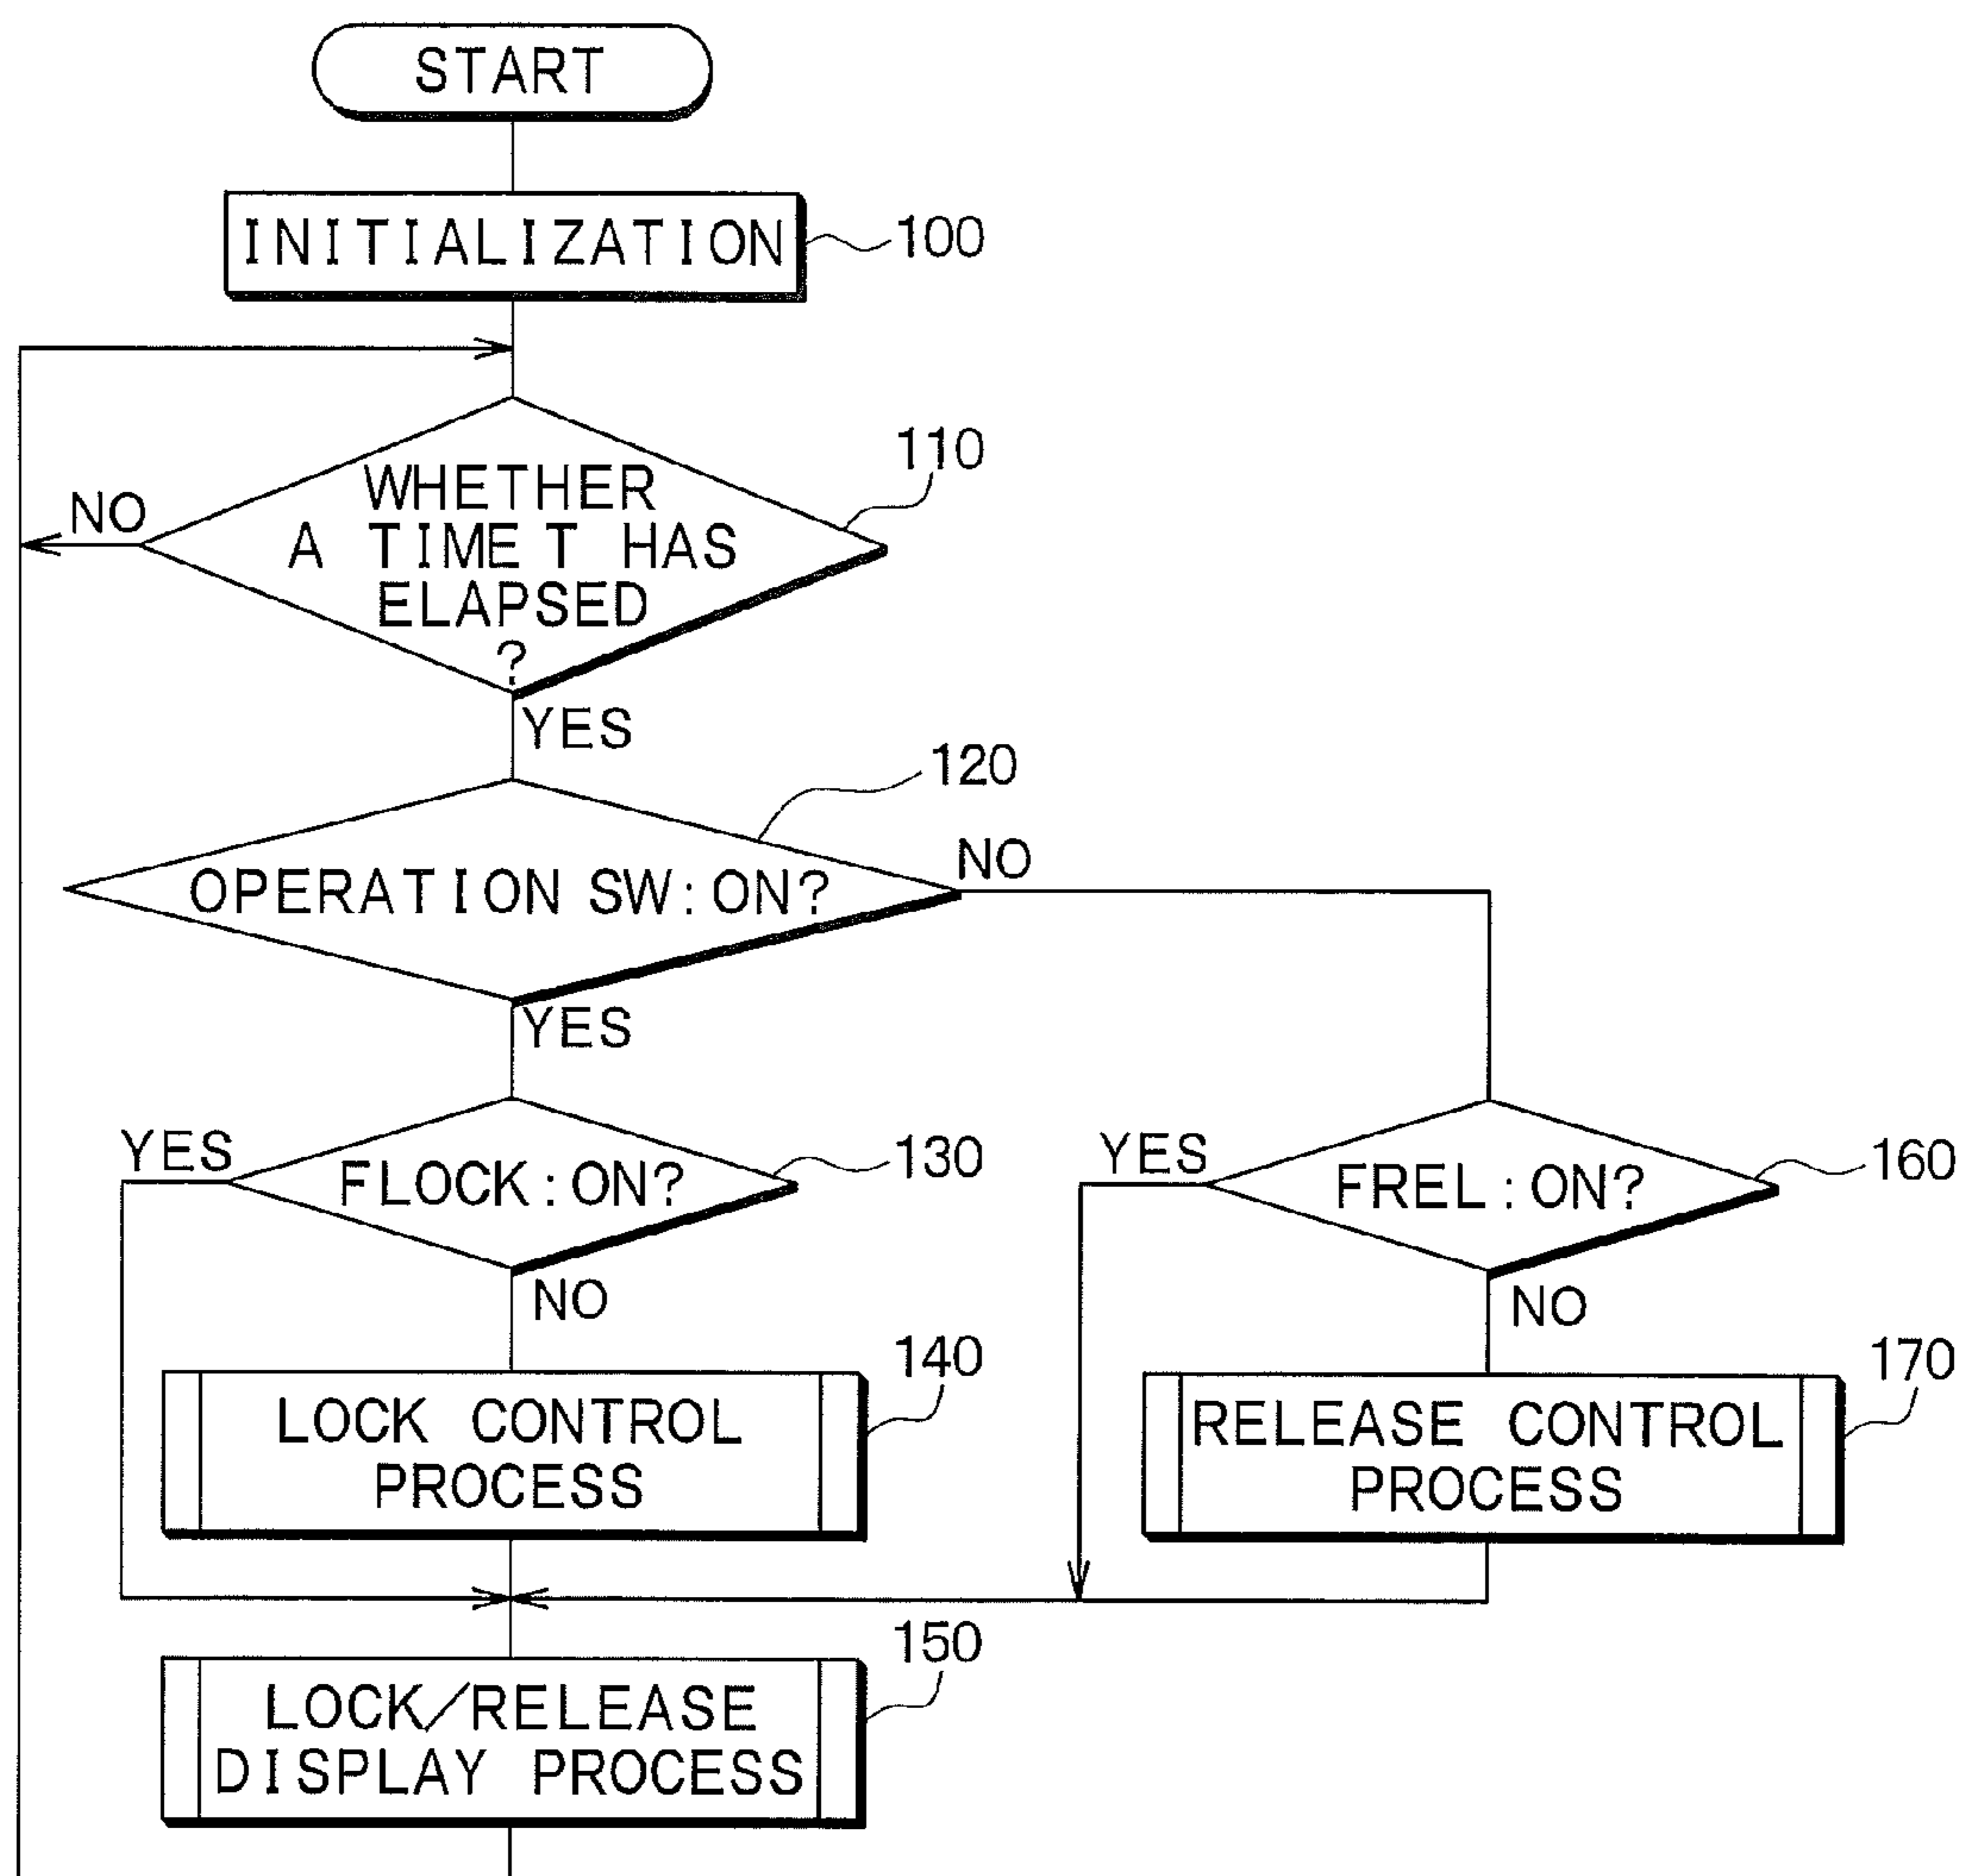 START
INITIALIZATION
100
110
WHETHER
A TIME T HAS
ELAPSED
?
NO
YES
120
OPERATION SW:ON?
NO
YES
130
FLOCK:ON?
YES
NO
160
FREL:ON?
YES
NO
140
LOCK CONTROL
PROCESS
170
RELEASE CONTROL
PROCESS
150
LOCK/RELEASE
DISPLAY PROCESS